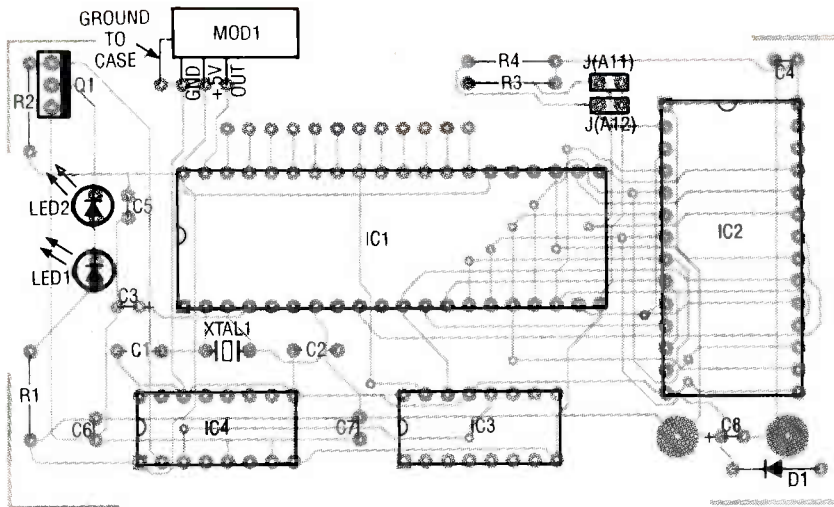 GROUND
TO
CASE
MOD1
GND
+5V
OUT
R4
R3
J(A11)
J(A12)
C4
R2
Q1
LED2
C5
LED1
IC1
IC2
C3
+
XTAL1
C1
C2
R1
C6
IC4
C7
IC3
+
C8
D1